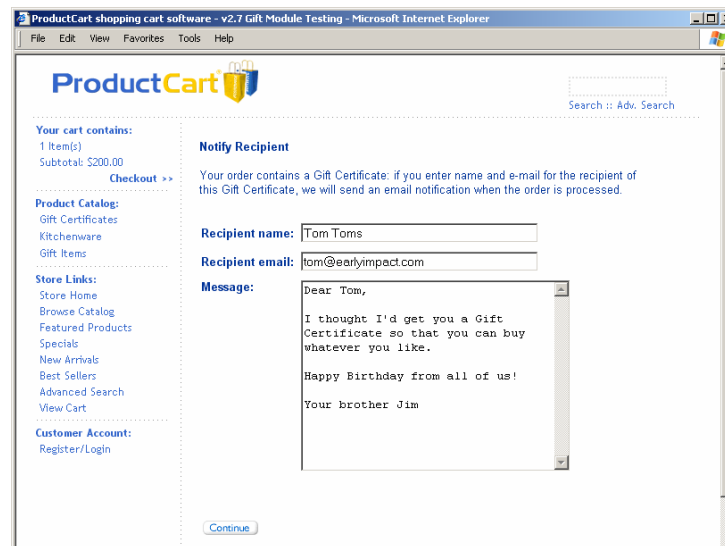 ProductCart shopping cart software - v2.7 Gift Module Testing - Microsoft Internet Explorer
File Edit View Favorites Tools Help
ProductCart
Search :: Adv. Search
Your cart contains:
1 Item(s)
Subtotal: $200.00
Checkout >>
Product Catalog:
Gift Certificates
Kitchenware
Gift Items
Store Links:
Store Home
Browse Catalog
Featured Products
Specials
New Arrivals
Best Sellers
Advanced Search
View Cart
Customer Account:
Register/Login
Notify Recipient
Your order contains a Gift Certificate: if you enter name and e-mail for the recipient of
this Gift Certificate, we will send an email notification when the order is processed.
Recipient name: Tom Toms
Recipient email: tom@earlyimpact.com
Message:
Dear Tom,
I thought I'd get you a Gift
Certificate so that you can buy
whatever you like.
Happy Birthday from all of us!
Your brother Jim
Continue